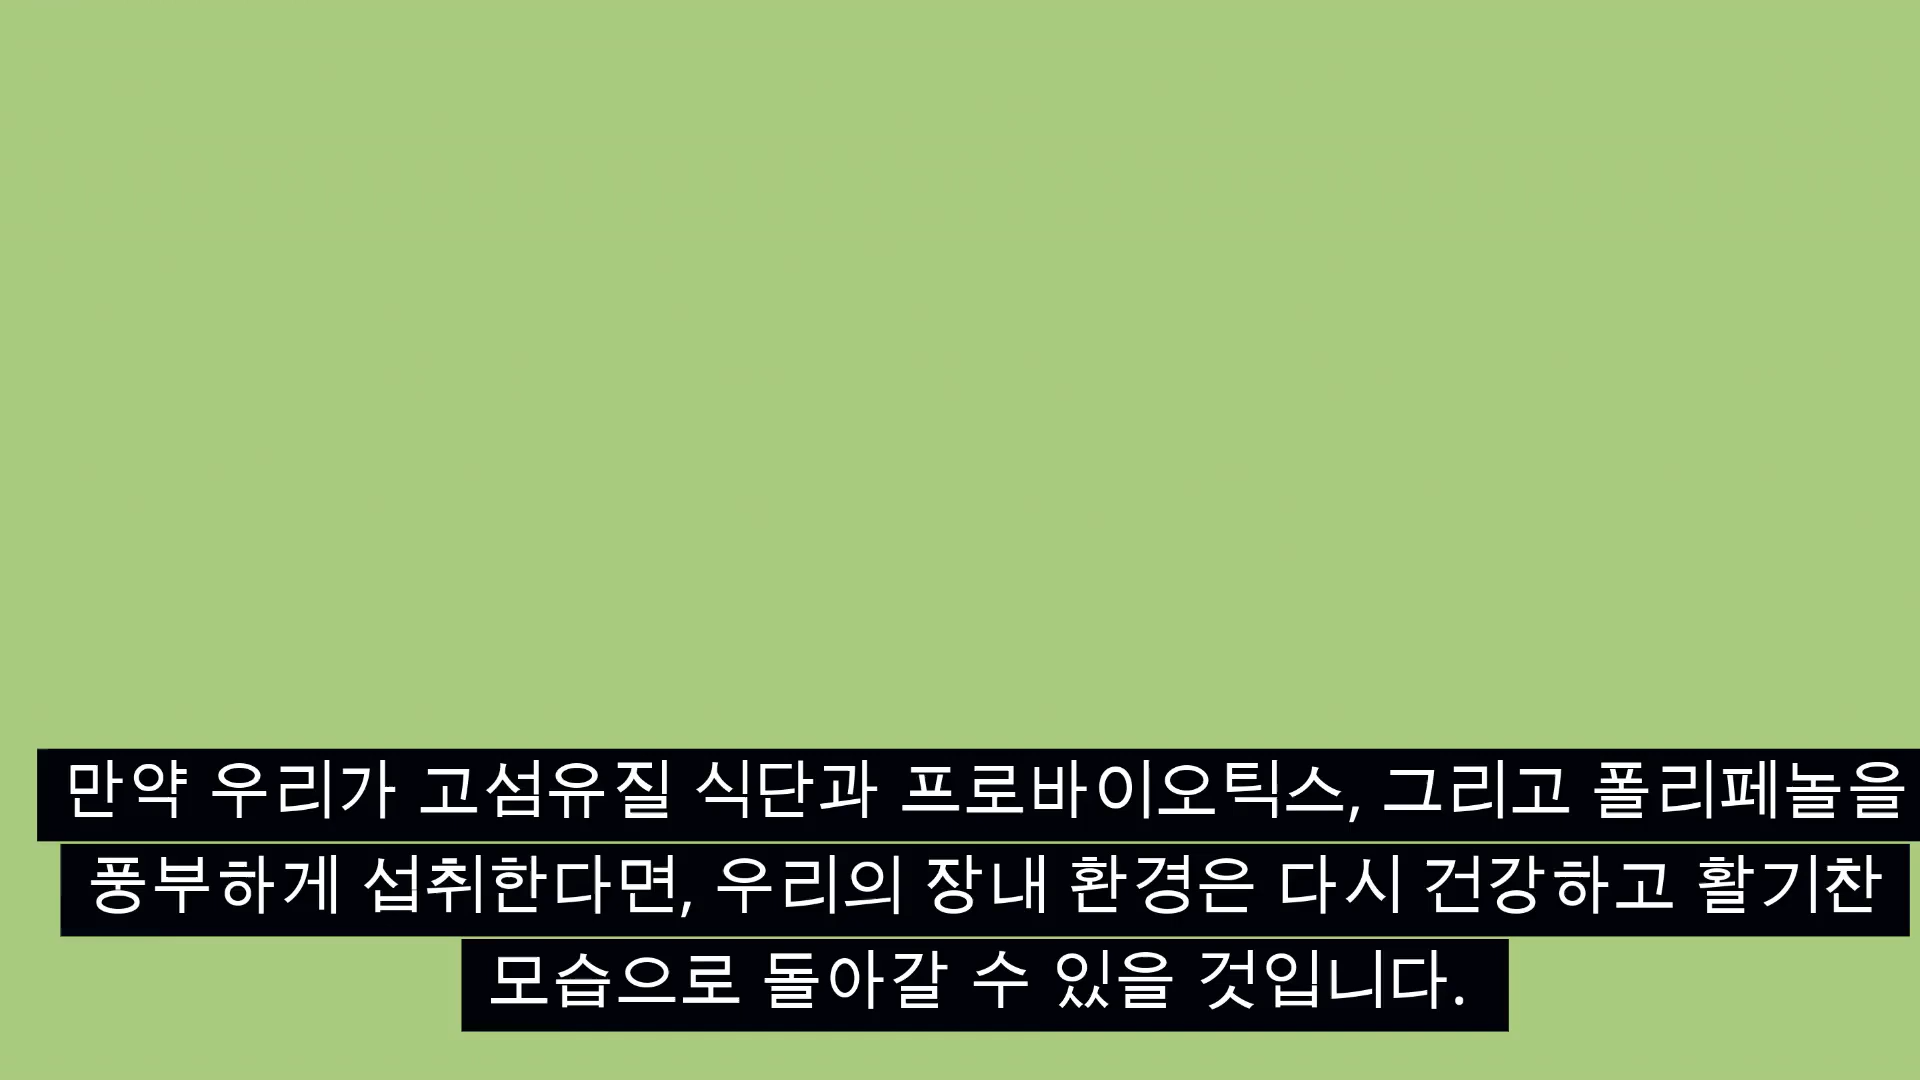 만약 우리가 고섬유질 식단과 프로바이오틱스, 그리고 폴리페놀을
풍부하게 섭취한다면, 우리의 장내 환경은 다시 건강하고 활기찬
모습으로 돌아갈 수 있을 것입니다.